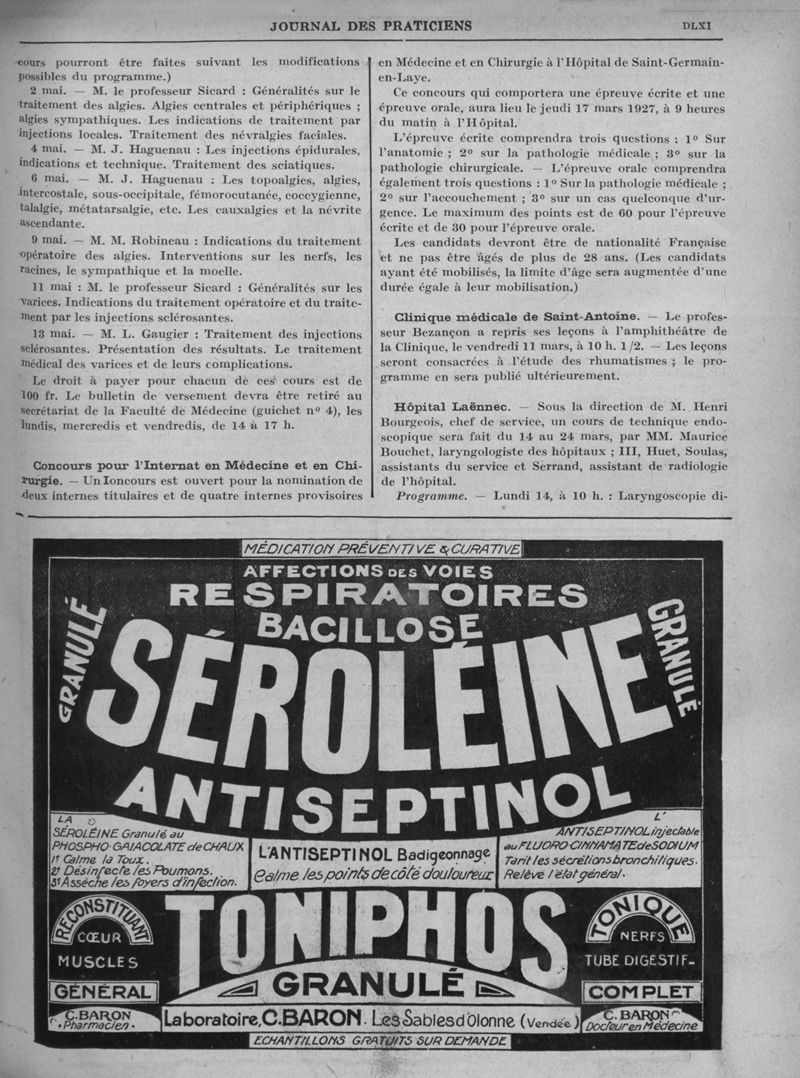 JOURNAL DES PRATICIENS
DLXI
cours pourront être faites suivant les modifications
possibles du programme.)
2 mai. — M. le professeur Sicard : Généralités sur le
traitement des algies. Algies centrales et périphériques ;
algies sympathiques. Les indications de traitement par
injections locales. Traitement des névralgies faciales.
4 mai. — M. J. Haguenau : Les injections épidurales,
indications et technique. Traitement des sciatiques.
6 mai. — M. J. Haguenau : Les topoalgies, algies,
intercostale, sous-occipitale, fémorocutanée, coccygienne,
talalgie, métatarsalgie, etc. Les cauxalgies et la névrite
ascendante.
9 mai. — M. M. Robineau : Indications du traitement
opératoire des algies. Interventions sur les nerfs, les
racines, le sympathique et la moelle.
11 mai : M. le professeur Sicard : Généralités sur les
varices. Indications du traitement opératoire et du traite-
ment par les injections sclérosantes.
13 mai. — M. L. Gaugier : Traitement des injections
sclérosantes. Présentation des résultats. Le traitement
médical des varices et de leurs complications.
Le droit à payer pour chacun de ces cours est de
100 fr. Le bulletin de versement devra être retiré au
secrétariat de la Faculté de Médecine (guichet n° 4), les
lundis, mercredis et vendredis, de 14 à 17 h.
Concours pour l'Internat en Médecine et en Chi-
rurgie. — Un Ioncours est ouvert pour la nomination de
deux internes titulaires et de quatre internes provisoires
en Médecine et en Chirurgie à l'Hôpital de Saint-Germain-
en-Laye.
Ce concours qui comportera une épreuve écrite et une
épreuve orale, aura lieu le jeudi 17 mars 1927, à 9 heures
du matin à l'Hôpital.
L'épreuve écrite comprendra trois questions : 1° Sur
l'anatomie ; 2° sur la pathologie médicale ; 3° sur la
pathologie chirurgicale. — L'épreuve orale comprendra
également trois questions : 1° Sur la pathologie médicale ;
2° sur l'accouchement ; 3° sur un cas quelconque d'ur-
gence. Le maximum des points est de 60 pour l'épreuve
écrite et de 30 pour l'épreuve orale.
Les candidats devront être de nationalité Française
et ne pas être âgés de plus de 28 ans. (Les candidats
ayant été mobilisés, la limite d'âge sera augmentée d'une
durée égale à leur mobilisation.)
Clinique médicale de Saint-Antoine. — Le profes-
seur Bezançon a repris ses leçons à l'amphithéâtre de
la Clinique, le vendredi 11 mars, à 10 h. 1/2. — Les leçons
seront consacrées à l'étude des rhumatismes ; le pro-
gramme en sera publié ultérieurement.
Hôpital Laënnec. — Sous la direction de M. Henri
Bourgeois, chef de service, un cours de technique endo-
scopique sera fait du 14 au 24 mars, par MM. Maurice
Bouchet, laryngologiste des hôpitaux ; III, Huet, Soulas,
assistants du service et Serrand, assistant de radiologie
de l'hôpital.
Programme. — Lundi 14, à 10 h. : Laryngoscopie di-
MÉDICATION PRÉVENTIVE & CURATIVE
AFFECTIONS DES VOIES
RESPIRATOIRES
BACILLOSE
GRANULÉ
SÉROLÉINE
GRANULÉ
ANTISEPTINOL
LA
SÉROLÉINE Granulé au
PHOSPHO-GAIACOLATE de CHAUX
1° Calme la Toux.
2° Désinfecte les Poumons.
3° Assèche les foyers d'infection.
L'ANTISEPTINOL Badigeonnage
calme les points de côté douloureux
L'
ANTISEPTINOL injectable
au FLUORO-CINNAMATE de SODIUM
Tarit les sécrétions bronchitiques.
Relève l'état général.
RECONSTITUANT
CŒUR
MUSCLES
GÉNÉRAL
TONIPHOS
GRANULÉ
TONIQUE
NERFS
TUBE DIGESTIF
COMPLET
C. BARON
Pharmacien
Laboratoire, C. BARON. Les Sables d'Olonne (Vendée)
C. BARON
Docteur en Médecine
ECHANTILLONS GRATUITS SUR DEMANDE